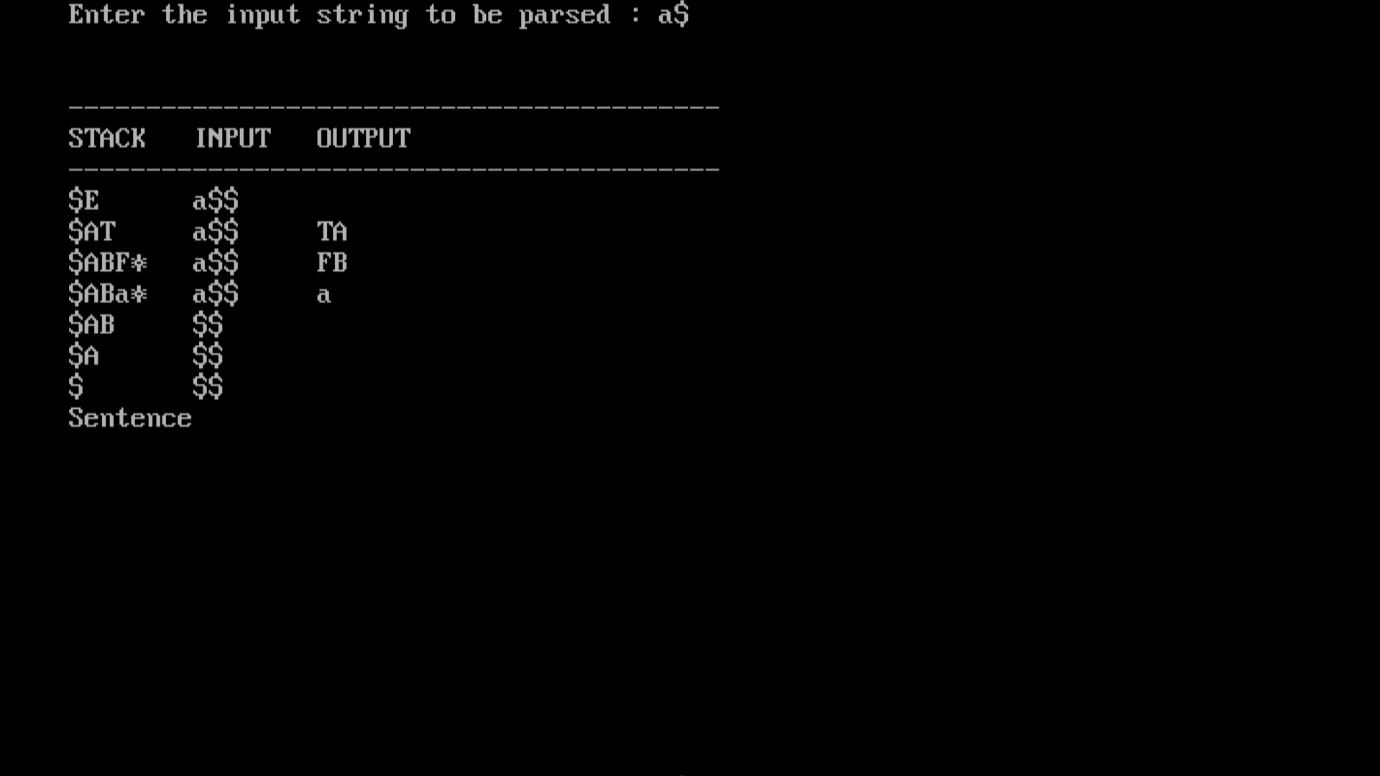 Enter the input string to be parsed : a$
------------------------------------------
STACK   INPUT   OUTPUT
------------------------------------------
$E      a$$
$AT     a$$     TA
$ABF*   a$$     FB
$ABa*   a$$     a
$AB     $$
$A      $$
$       $$
Sentence